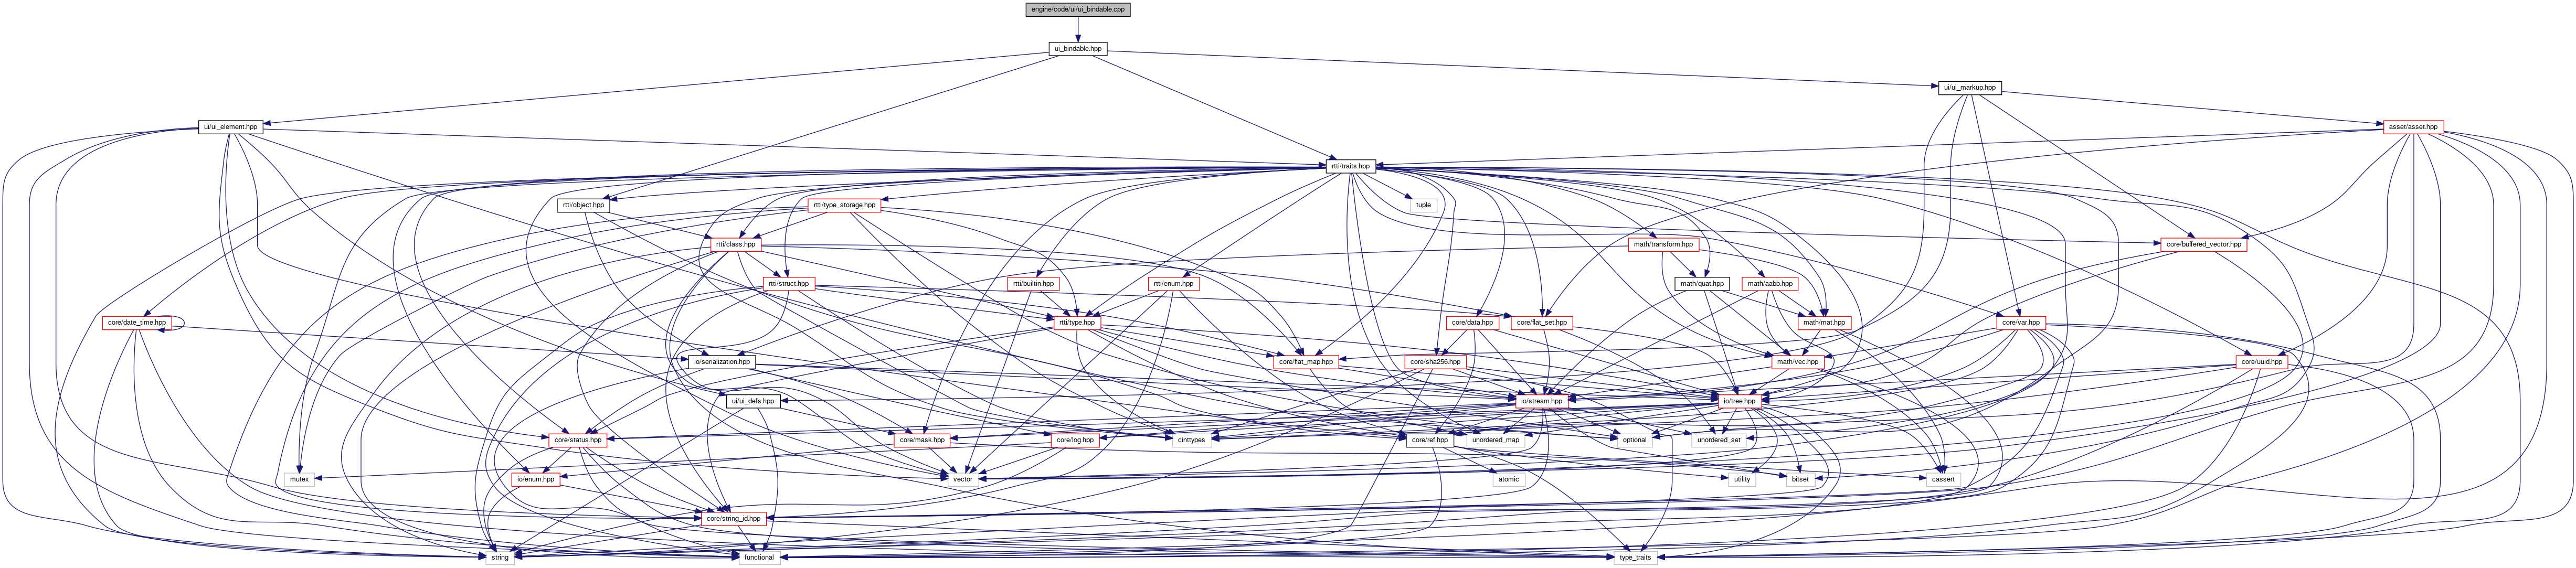 engine/code/ui/ui_bindable.cpp
ui_bindable.hpp
ui/ui_markup.hpp
ui/ui_element.hpp
asset/asset.hpp
rtti/traits.hpp
rtti/object.hpp
rtti/type_storage.hpp
tuple
rtti/class.hpp
math/transform.hpp
core/buffered_vector.hpp
rtti/struct.hpp
rtti/builtin.hpp
rtti/enum.hpp
math/quat.hpp
math/aabb.hpp
core/date_time.hpp
rtti/type.hpp
core/data.hpp
core/flat_set.hpp
math/mat.hpp
core/var.hpp
io/serialization.hpp
core/flat_map.hpp
core/sha256.hpp
math/vec.hpp
core/uuid.hpp
ui/ui_defs.hpp
io/stream.hpp
io/tree.hpp
core/status.hpp
core/mask.hpp
core/log.hpp
cinttypes
core/ref.hpp
unordered_map
optional
unordered_set
mutex
io/enum.hpp
vector
atomic
utility
bitset
cassert
core/string_id.hpp
string
functional
type_traits